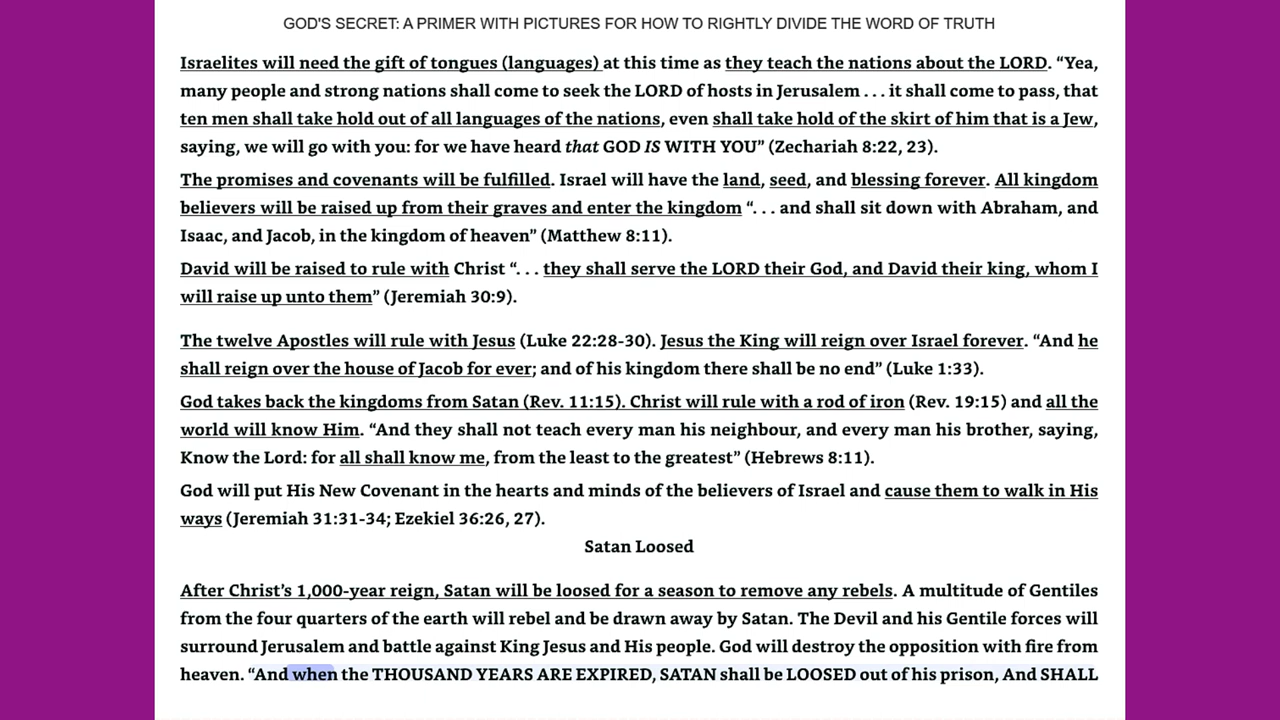 GOD'S SECRET: A PRIMER WITH PICTURES FOR HOW TO RIGHTLY DIVIDE THE WORD OF TRUTH
Israelites will need the gift of tongues (languages) at this time as they teach the nations about the LORD. “Yea,
many people and strong nations shall come to seek the LORD of hosts in Jerusalem . . . it shall come to pass, that
ten men shall take hold out of all languages of the nations, even shall take hold of the skirt of him that is a Jew,
saying, we will go with you: for we have heard that GOD IS WITH YOU” (Zechariah 8:22, 23).
The promises and covenants will be fulfilled. Israel will have the land, seed, and blessing forever. All kingdom
believers will be raised up from their graves and enter the kingdom “. . . and shall sit down with Abraham, and
Isaac, and Jacob, in the kingdom of heaven” (Matthew 8:11).
David will be raised to rule with Christ “. . . they shall serve the LORD their God, and David their king, whom I
will raise up unto them” (Jeremiah 30:9).
The twelve Apostles will rule with Jesus (Luke 22:28-30). Jesus the King will reign over Israel forever. “And he
shall reign over the house of Jacob for ever; and of his kingdom there shall be no end” (Luke 1:33).
God takes back the kingdoms from Satan (Rev. 11:15). Christ will rule with a rod of iron (Rev. 19:15) and all the
world will know Him. “And they shall not teach every man his neighbour, and every man his brother, saying,
Know the Lord: for all shall know me, from the least to the greatest” (Hebrews 8:11).
God will put His New Covenant in the hearts and minds of the believers of Israel and cause them to walk in His
ways (Jeremiah 31:31-34; Ezekiel 36:26, 27).
Satan Loosed
After Christ’s 1,000-year reign, Satan will be loosed for a season to remove any rebels. A multitude of Gentiles
from the four quarters of the earth will rebel and be drawn away by Satan. The Devil and his Gentile forces will
surround Jerusalem and battle against King Jesus and His people. God will destroy the opposition with fire from
heaven. “And when the THOUSAND YEARS ARE EXPIRED, SATAN shall be LOOSED out of his prison, And SHALL